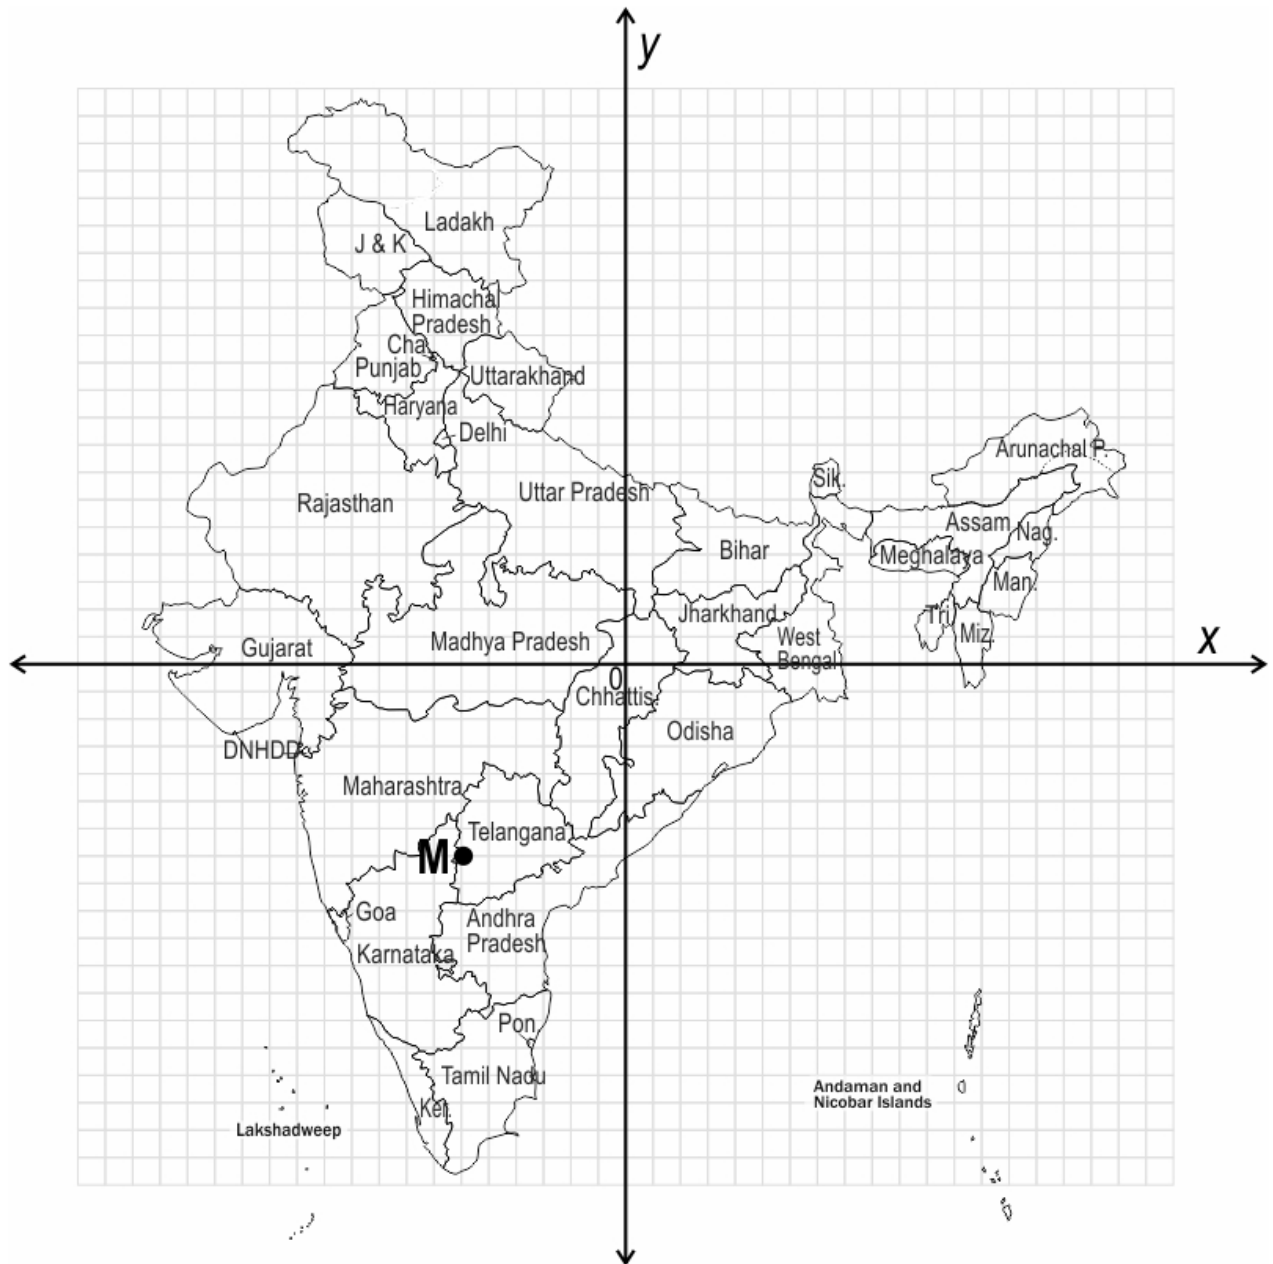 y
Ladakh
J & K
Himachal
Pradesh
Cha.
Punjab
Uttarakhand
Haryana
Delhi
Arunachal P.
Sik.
Uttar Pradesh
Rajasthan
Assam
Nag.
Bihar
Meghalaya
Man.
Jharkhand
Tri.
Miz.
West
Bengal
Madhya Pradesh
Gujarat
x
0
Chhattis.
Odisha
DNHDD
Maharashtra
Telangana
M
Goa
Andhra
Pradesh
Karnataka
Pon.
Tamil Nadu
Ker.
Andaman and
Nicobar Islands
Lakshadweep